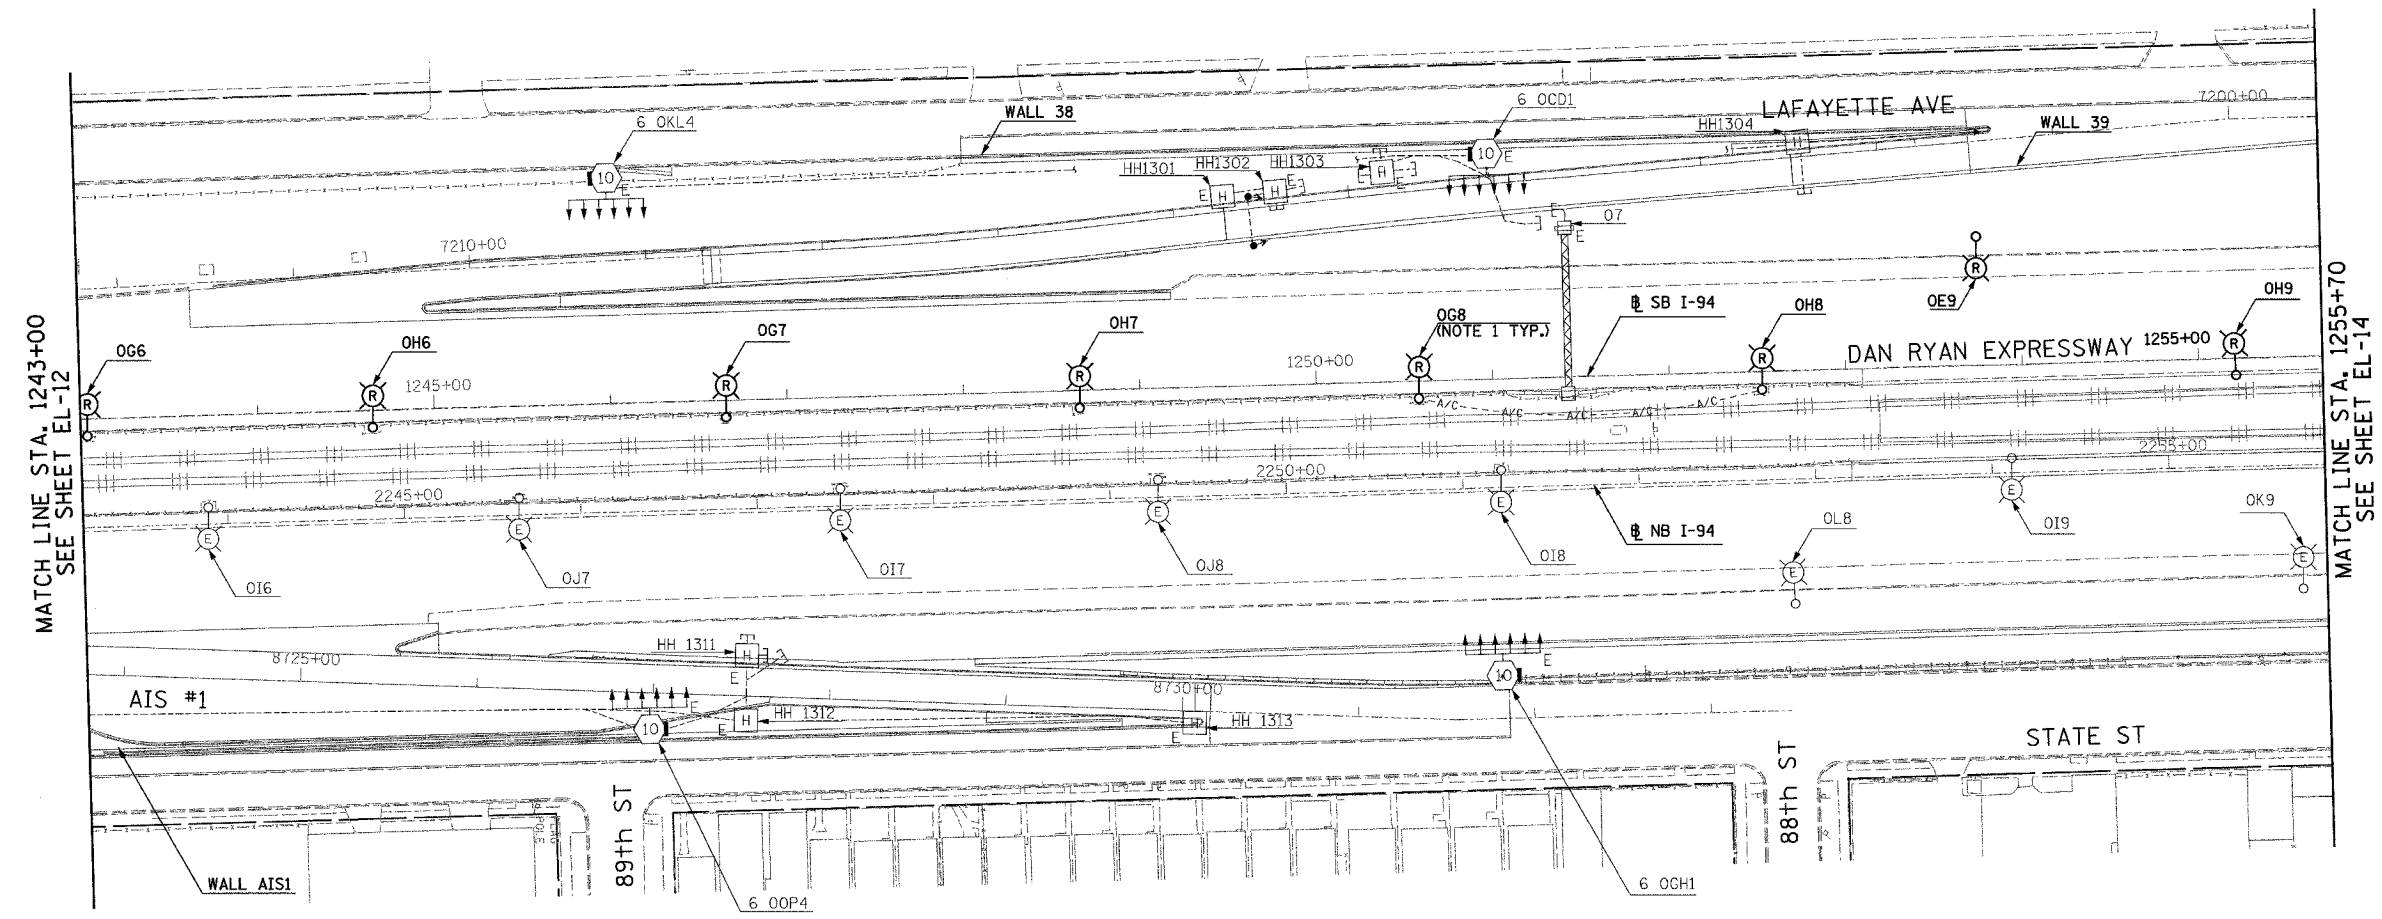 MATCH LINE STA. 1243+00
SEE SHEET EL-12
6 OKL4
10
E
WALL 38
6 OCD1
10
E
LAFAYETTE AVE
7200+00
HH1304
H
WALL 39
HH1301
HH1302
HH1303
E
H
H
E
H
E
7210+00
E
O7
E
OG6
R
OH6
R
OG7
R
OH7
R
OG8
(NOTE 1 TYP.)
R
℄ SB I-94
OH8
R
OE9
R
OH9
R
1245+00
1250+00
DAN RYAN EXPRESSWAY
1255+00
A/C
A/C
A/C
A/C
A/C
2245+00
2250+00
2255+00
E
OI6
E
OJ7
E
OI7
E
OJ8
E
OI8
℄ NB I-94
OL8
E
E
OI9
OK9
E
MATCH LINE STA. 1255+70
SEE SHEET EL-14
8725+00
HH 1311
H
E
AIS #1
10
E
H
E
HH 1312
8730+00
H
E
HH 1313
10
E
STATE ST
89th ST
88th ST
FLAG
POLE
WALL AIS1
6 OOP4
6 OGH1